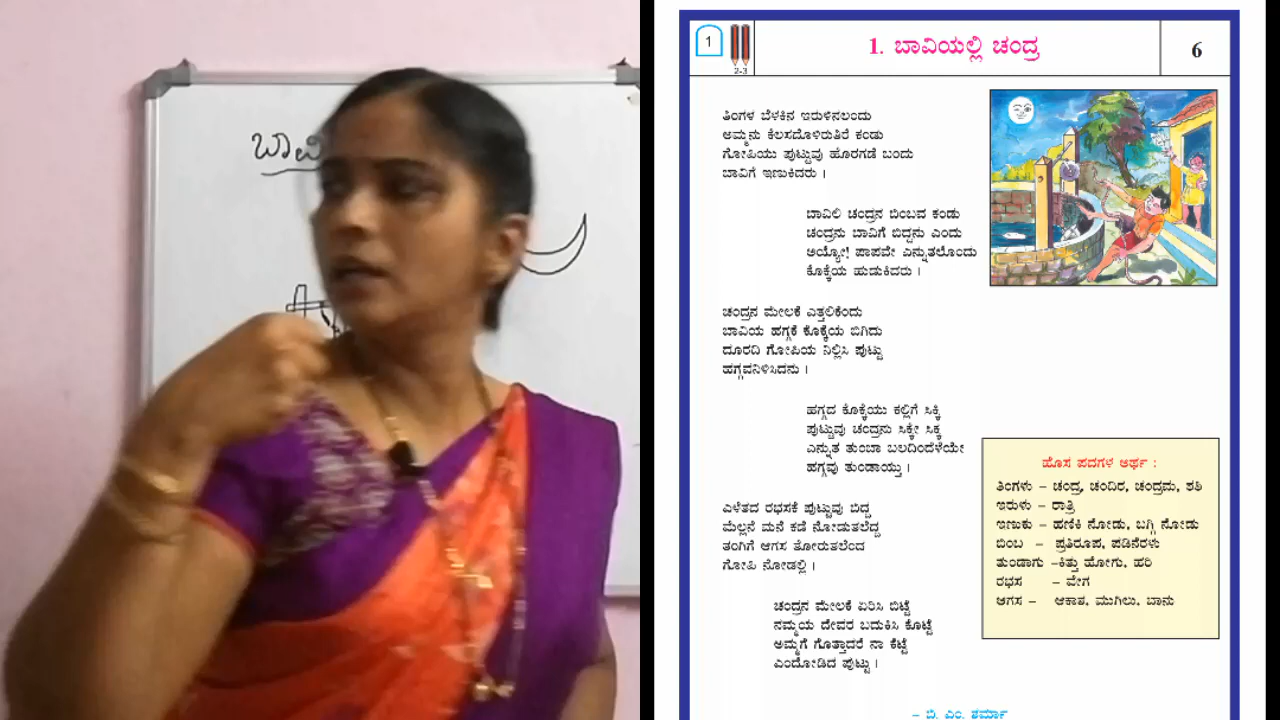 ಬಾವಿ
1
2-3
1. ಬಾವಿಯಲ್ಲಿ ಚಂದ್ರ
6
ತಿಂಗಳ ಬೆಳಕಿನ ಇರುಳಿನಲಂದು
ಅಮ್ಮನು ಕೆಲಸದೊಳಿರುತಿರೆ ಕಂಡು
ಗೋಪಿಯು ಪುಟ್ಟುವು ಹೊರಗಡೆ ಬಂದು
ಬಾವಿಗೆ ಇಣುಕಿದರು ।
ಬಾವಿಲಿ ಚಂದ್ರನ ಬಿಂಬವ ಕಂಡು
ಚಂದ್ರನು ಬಾವಿಗೆ ಬಿದ್ದನು ಎಂದು
ಅಯ್ಯೋ! ಪಾಪವೇ ಎನ್ನುತಲೊಂದು
ಕೊಕ್ಕೆಯ ಹುಡುಕಿದರು ।
ಚಂದ್ರನ ಮೇಲಕೆ ಎತ್ತಲಿಕೆಂದು
ಬಾವಿಯ ಹಗ್ಗಕೆ ಕೊಕ್ಕೆಯ ಬಿಗಿದು
ದೂರದಿ ಗೋಪಿಯ ನಿಲ್ಲಿಸಿ ಪುಟ್ಟು
ಹಗ್ಗವನಿಳಿಸಿದನು ।
ಹಗ್ಗದ ಕೊಕ್ಕೆಯು ಕಲ್ಲಿಗೆ ಸಿಕ್ಕಿ
ಪುಟ್ಟುವು ಚಂದ್ರನು ಸಿಕ್ಕೇ ಸಿಕ್ಕ
ಎನ್ನುತ ತುಂಬಾ ಬಲದಿಂದೆಳೆಯೇ
ಹಗ್ಗವು ತುಂಡಾಯ್ತು ।
ಎಳೆತದ ರಭಸಕೆ ಪುಟ್ಟುವು ಬಿದ್ದ
ಮೆಲ್ಲನೆ ಮನೆ ಕಡೆ ನೋಡುತಲೆದ್ದ
ತಂಗಿಗೆ ಆಗಸ ತೋರುತಲೆಂದ
ಗೋಪಿ ನೋಡಲ್ಲಿ ।
ಚಂದ್ರನ ಮೇಲಕೆ ಏರಿಸಿ ಬಿಟ್ಟೆ
ನಮ್ಮಯ ದೇವರ ಬದುಕಿಸಿ ಕೊಟ್ಟೆ
ಅಮ್ಮಗೆ ಗೊತ್ತಾದರೆ ನಾ ಕೆಟ್ಟೆ
ಎಂದೋಡಿದ ಪುಟ್ಟು ।
– ಬಿ. ಎಂ. ಶರ್ಮಾ
ಹೊಸ ಪದಗಳ ಅರ್ಥ :
ತಿಂಗಳು – ಚಂದ್ರ, ಚಂದಿರ, ಚಂದ್ರಮ, ಶಶಿ
ಇರುಳು – ರಾತ್ರಿ
ಇಣುಕು – ಹಣಿಕಿ ನೋಡು, ಬಗ್ಗಿ ನೋಡು
ಬಿಂಬ – ಪ್ರತಿರೂಪ, ಪಡಿನೆರಳು
ತುಂಡಾಗು –ಕಿತ್ತು ಹೋಗು, ಹರಿ
ರಭಸ – ವೇಗ
ಆಗಸ – ಆಕಾಶ, ಮುಗಿಲು, ಬಾನು